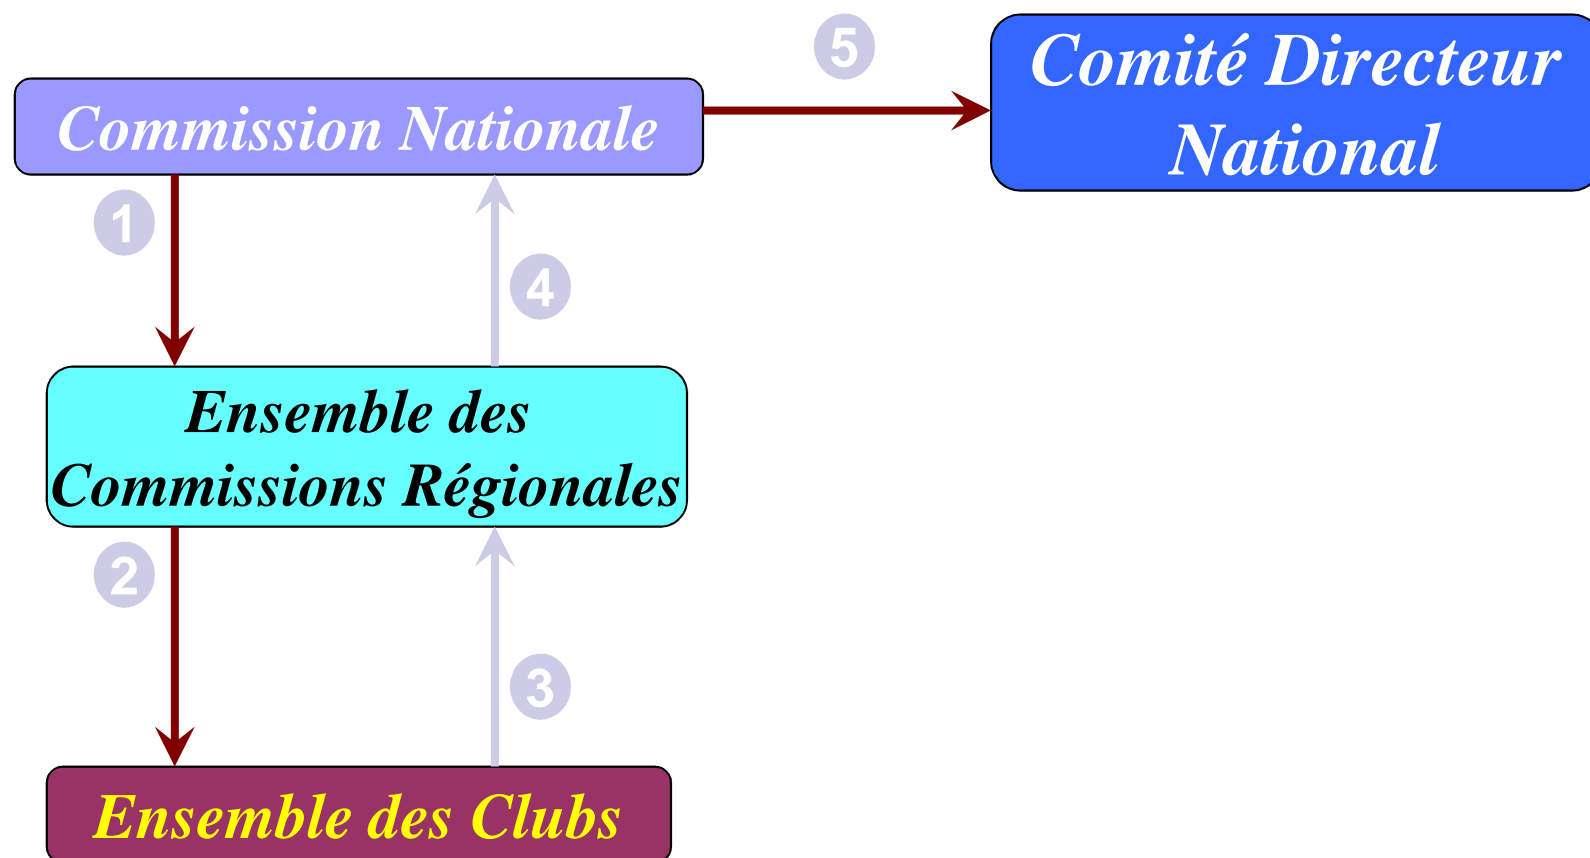 5
Comité Directeur
National
Commission Nationale
1
4
Ensemble des
Commissions Régionales
2
3
Ensemble des Clubs